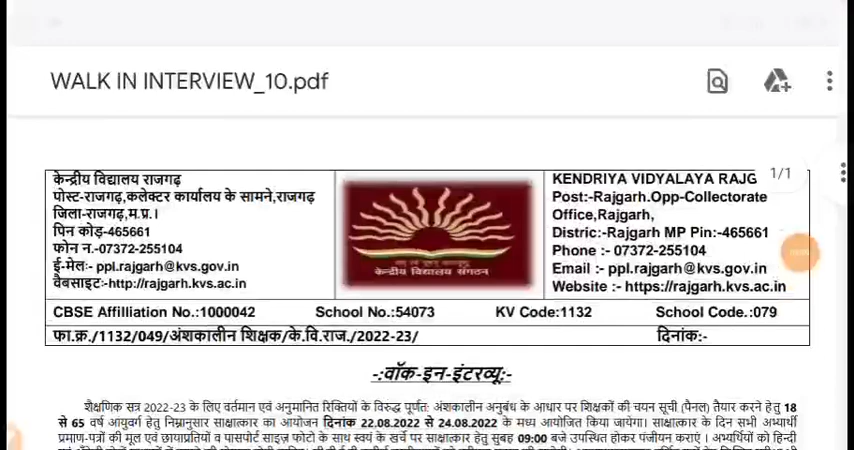 WALK IN INTERVIEW_10.pdf
1/1
केन्द्रीय विद्यालय राजगढ़
पोस्ट-राजगढ़,कलेक्टर कार्यालय के सामने,राजगढ़
जिला-राजगढ़,म.प्र.।
पिन कोड़-465661
फोन न.-07372-255104
ई-मेलः- ppl.rajgarh@kvs.gov.in
वैबसाइटः-http://rajgarh.kvs.ac.in
केन्द्रीय विद्यालय संगठन
KENDRIYA VIDYALAYA RAJG
Post:-Rajgarh.Opp-Collectorate
Office,Rajgarh,
Distric:-Rajgarh MP Pin:-465661
Phone :- 07372-255104
Email :- ppl.rajgarh@kvs.gov.in
Website :- https://rajgarh.kvs.ac.in
CBSE Affilliation No.:1000042 School No.:54073 KV Code:1132 School Code.:079
फा.क्र./1132/049/अंशकालीन शिक्षक/के.वि.राज./2022-23/ दिनांक:-
-:वॉक-इन-इंटरव्यू:-
शैक्षणिक सत्र 2022-23 के लिए वर्तमान एवं अनुमानित रिक्तियों के विरुद्ध पूर्णत: अंशकालीन अनुबंध के आधार पर शिक्षकों की चयन सूची (पैनल) तैयार करने हेतु 18
से 65 वर्ष आयुवर्ग हेतु निम्नानुसार साक्षात्कार का आयोजन दिनांक 22.08.2022 से 24.08.2022 के मध्य आयोजित किया जायेगा। साक्षात्कार के दिन सभी अभ्यार्थी
प्रमाण-पत्रों की मूल एवं छायाप्रतियों व पासपोर्ट साइज़ फोटो के साथ स्वयं के खर्चे पर साक्षात्कार हेतु सुबह 09:00 बजे उपस्थित होकर पंजीयन कराएं । अभ्यर्थियों को हिन्दी